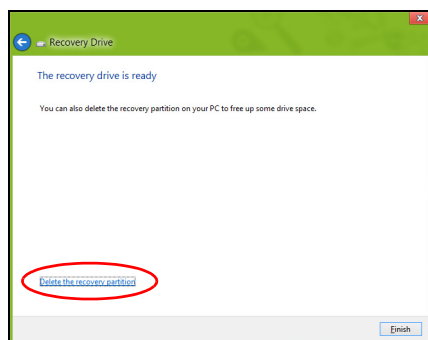 Recovery Drive
The recovery drive is ready
You can also delete the recovery partition on your PC to free up some drive space.
Delete the recovery partition
Finish